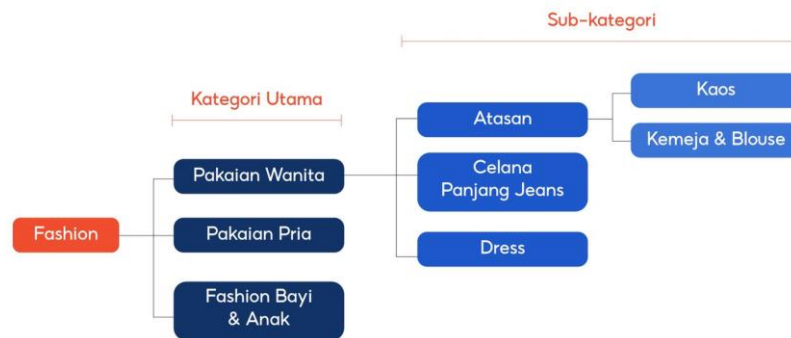 Sub-kategori
Kategori Utama
Kaos
Atasan
Kemeja & Blouse
Pakaian Wanita
Celana
Panjang Jeans
Fashion
Pakaian Pria
Dress
Fashion Bayi
& Anak